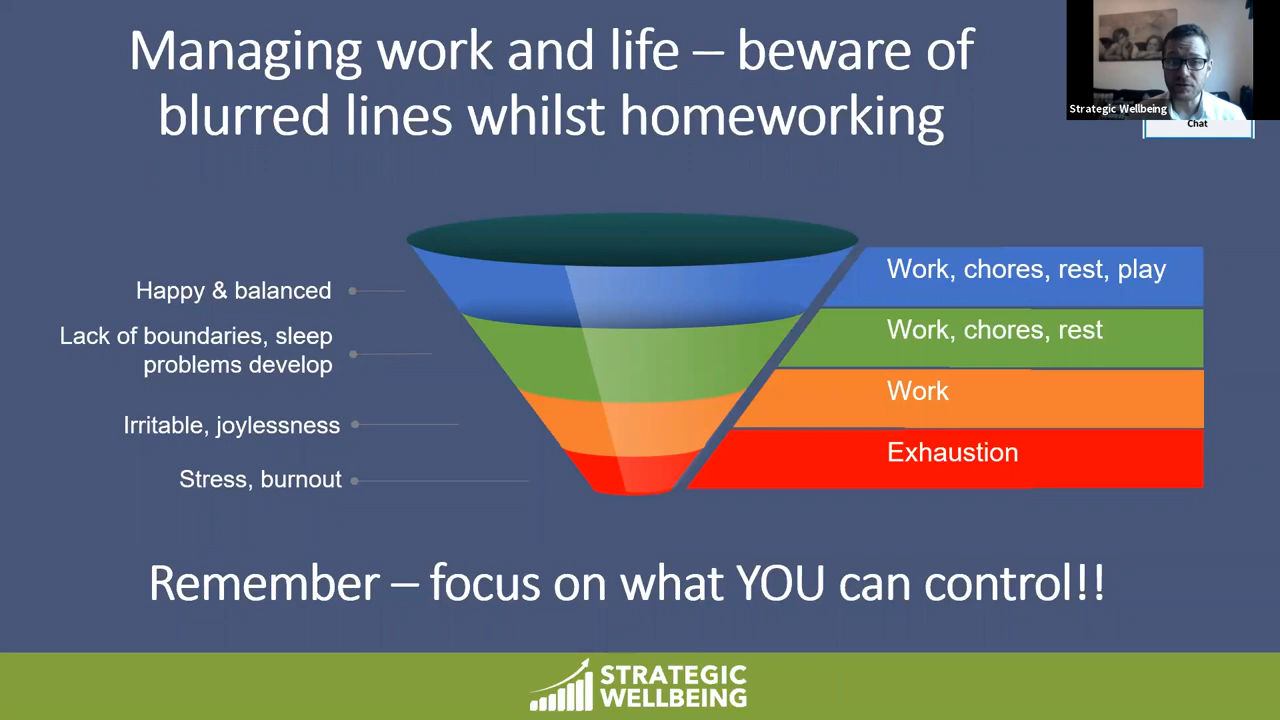 Managing work and life – beware of
blurred lines whilst homeworking
Strategic Wellbeing
Chat
Happy & balanced
Work, chores, rest, play
Lack of boundaries, sleep
problems develop
Work, chores, rest
Irritable, joylessness
Work
Stress, burnout
Exhaustion
Remember – focus on what YOU can control!!
STRATEGIC
WELLBEING